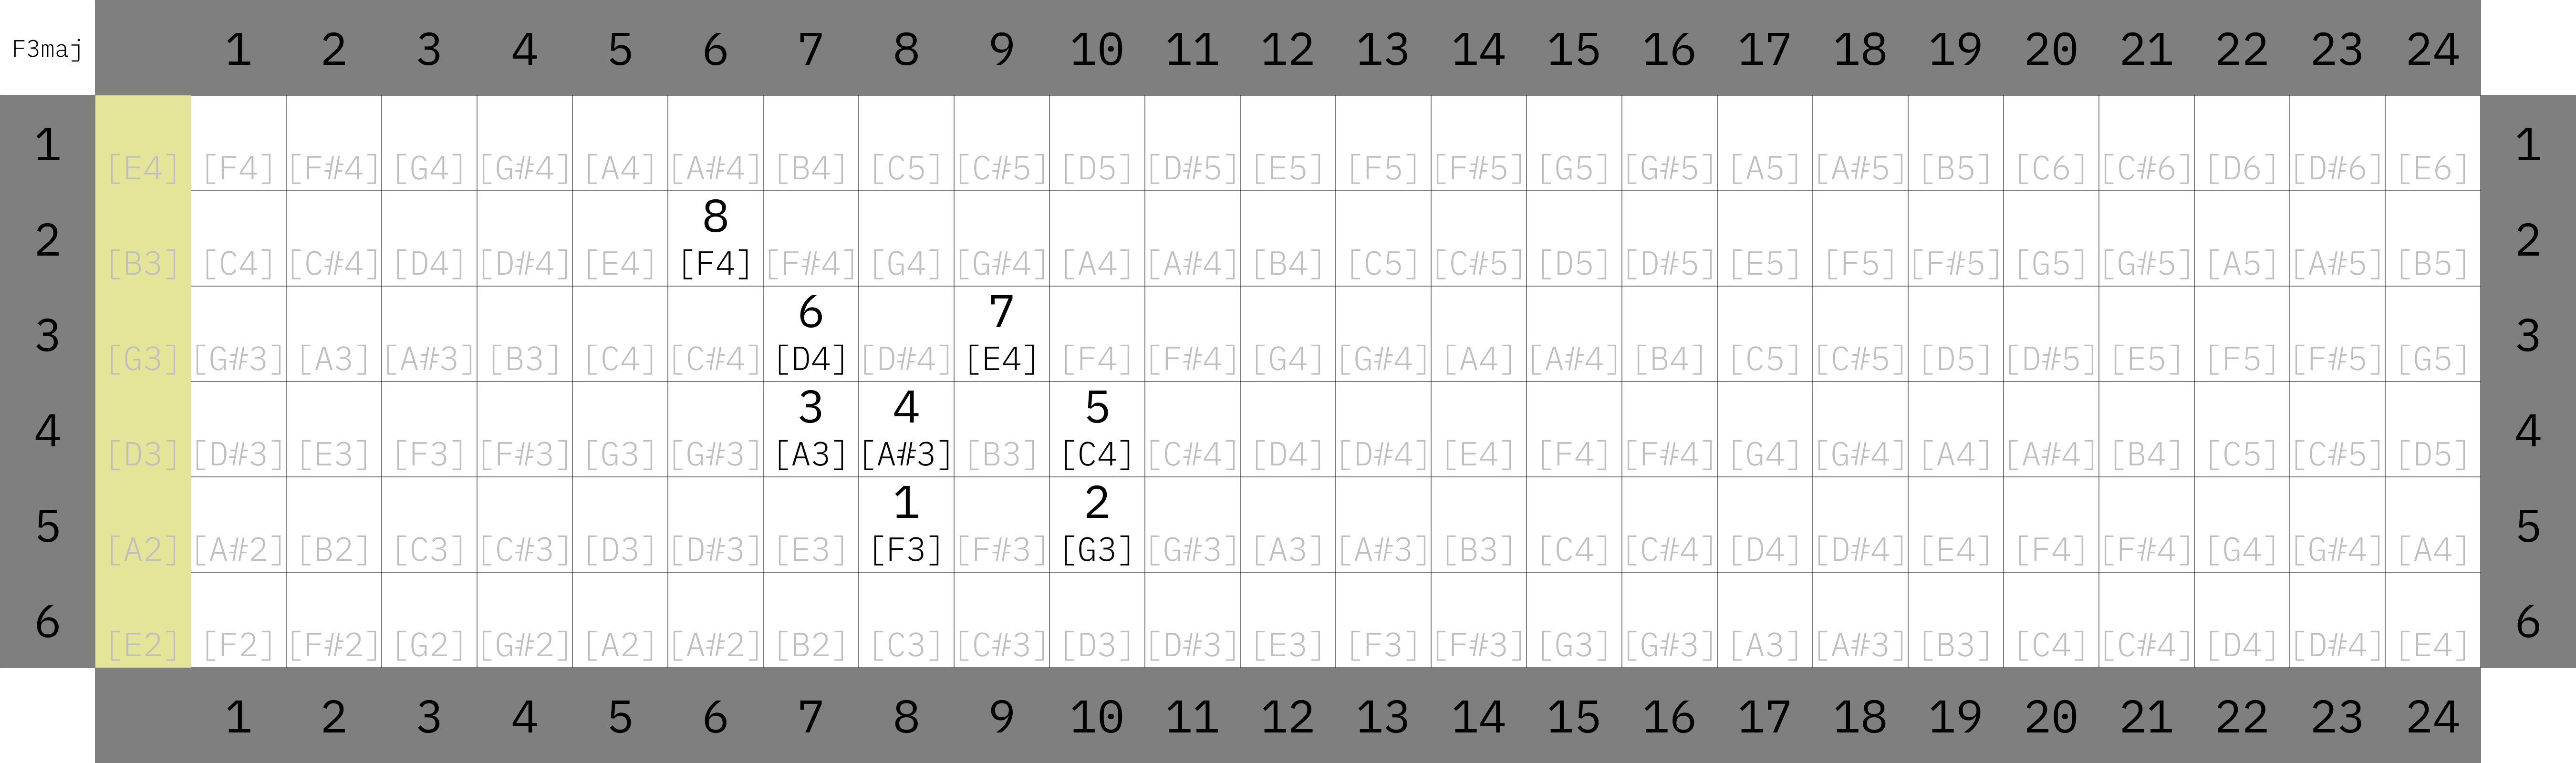 F3maj 1 2 3 4 5 6 7 8 9 10 11 12 13 14 15 16 17 18 19 20 21 22 23 24
1 [E4] [F4] [F#4] [G4] [G#4] [A4] [A#4] [B4] [C5] [C#5] [D5] [D#5] [E5] [F5] [F#5] [G5] [G#5] [A5] [A#5] [B5] [C6] [C#6] [D6] [D#6] [E6] 1
8
2 [B3] [C4] [C#4] [D4] [D#4] [E4] [F4] [F#4] [G4] [G#4] [A4] [A#4] [B4] [C5] [C#5] [D5] [D#5] [E5] [F5] [F#5] [G5] [G#5] [A5] [A#5] [B5] 2
6 7
3 [G3] [G#3] [A3] [A#3] [B3] [C4] [C#4] [D4] [D#4] [E4] [F4] [F#4] [G4] [G#4] [A4] [A#4] [B4] [C5] [C#5] [D5] [D#5] [E5] [F5] [F#5] [G5] 3
3 4 5
4 [D3] [D#3] [E3] [F3] [F#3] [G3] [G#3] [A3] [A#3] [B3] [C4] [C#4] [D4] [D#4] [E4] [F4] [F#4] [G4] [G#4] [A4] [A#4] [B4] [C5] [C#5] [D5] 4
1 2
5 [A2] [A#2] [B2] [C3] [C#3] [D3] [D#3] [E3] [F3] [F#3] [G3] [G#3] [A3] [A#3] [B3] [C4] [C#4] [D4] [D#4] [E4] [F4] [F#4] [G4] [G#4] [A4] 5
6 [E2] [F2] [F#2] [G2] [G#2] [A2] [A#2] [B2] [C3] [C#3] [D3] [D#3] [E3] [F3] [F#3] [G3] [G#3] [A3] [A#3] [B3] [C4] [C#4] [D4] [D#4] [E4] 6
1 2 3 4 5 6 7 8 9 10 11 12 13 14 15 16 17 18 19 20 21 22 23 24